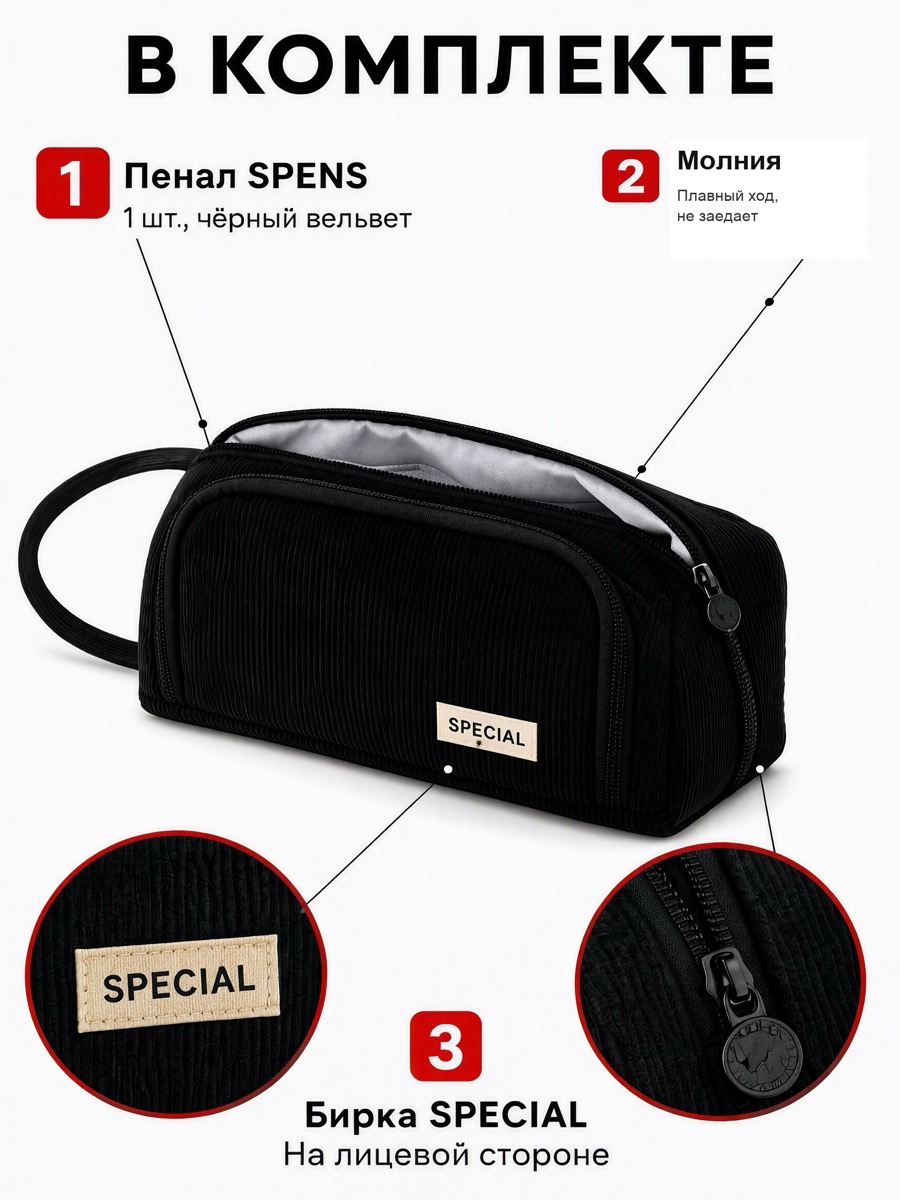 В КОМПЛЕКТЕ
1
Пенал SPENS
1 шт., чёрный вельвет
2
Молния
Плавный ход,
не заедает
SPECIAL
SPECIAL
3
Бирка SPECIAL
На лицевой стороне